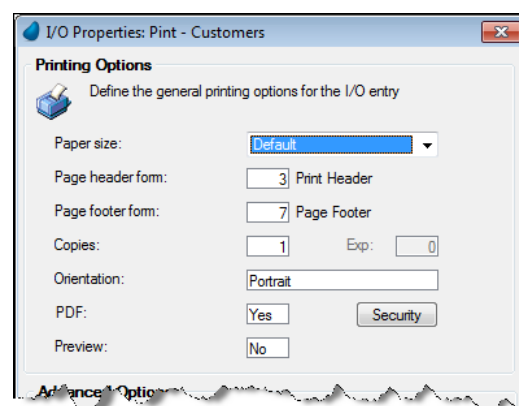 I/O Properties: Pint - Customers
Printing Options
Define the general printing options for the I/O entry
Paper size: Default
Page header form: 3 Print Header
Page footer form: 7 Page Footer
Copies: 1 Exp: 0
Orientation: Portrait
PDF: Yes Security
Preview: No
Advanced Options